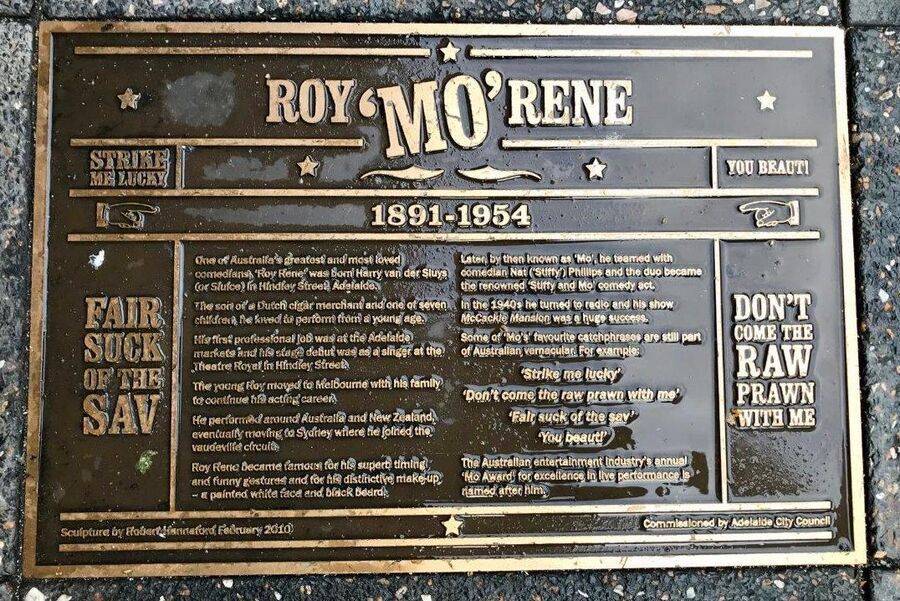 ROY 'MO' RENE
STRIKE
ME LUCKY
YOU BEAUT!
1891-1954
FAIR
SUCK
OF THE
SAV
One of Australia's greatest and most loved
comedians, 'Roy Rene' was born Harry van der Sluys
(or Sluice) in Hindley Street, Adelaide.
The son of a Dutch cigar merchant and one of seven
children, he loved to perform from a young age.
His first professional job was at the Adelaide
markets and his stage debut was as a singer at the
Theatre Royal in Hindley Street.
The young Roy moved to Melbourne with his family
to continue his acting career.
He performed around Australia and New Zealand,
eventually moving to Sydney where he joined the
vaudeville circuit.
Roy Rene became famous for his superb timing
and funny gestures and for his distinctive make-up
– a painted white face and black beard.
Later, by then known as 'Mo', he teamed with
comedian Nat ('Stiffy') Phillips and the duo became
the renowned 'Stiffy and Mo' comedy act.
In the 1940s he turned to radio and his show
McCackie Mansion was a huge success.
Some of 'Mo's' favourite catchphrases are still part
of Australian vernacular. For example:
'Strike me lucky'
'Don't come the raw prawn with me'
'Fair suck of the sav'
'You beaut!'
The Australian entertainment industry's annual
'Mo Award' for excellence in live performance is
named after him.
DON'T
COME THE
RAW
PRAWN
WITH ME
Sculpture by Robert Hannaford February 2010
Commissioned by Adelaide City Council